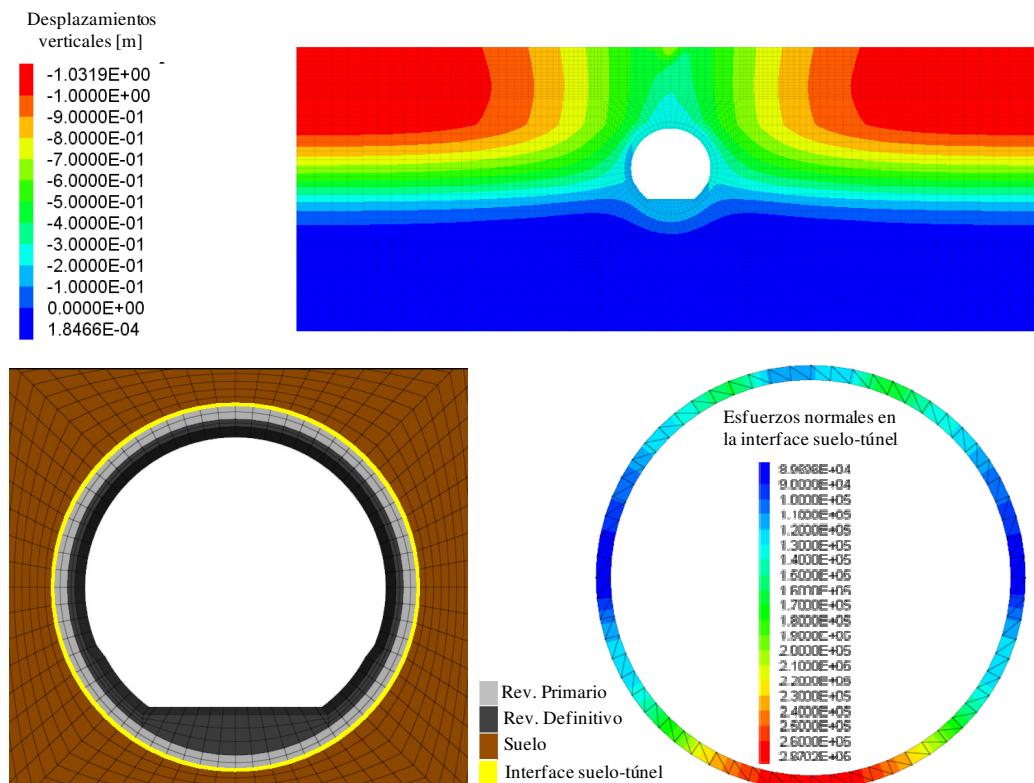 Desplazamientos
verticales [m]
-1.0319E+00
-1.0000E+00
-9.0000E-01
-8.0000E-01
-7.0000E-01
-6.0000E-01
-5.0000E-01
-4.0000E-01
-3.0000E-01
-2.0000E-01
-1.0000E-01
0.0000E+00
1.8466E-04
Esfuerzos normales en
la interface suelo-túnel
9.0000E+04
1.0000E+05
1.1000E+05
1.2000E+05
1.3000E+05
1.4000E+05
1.5000E+05
1.6000E+05
1.7000E+05
1.8000E+05
1.9000E+05
2.0000E+05
2.1000E+05
2.2000E+05
2.3000E+05
2.4000E+05
2.5000E+05
2.6000E+05
Rev. Primario
Rev. Definitivo
Suelo
Interface suelo-túnel